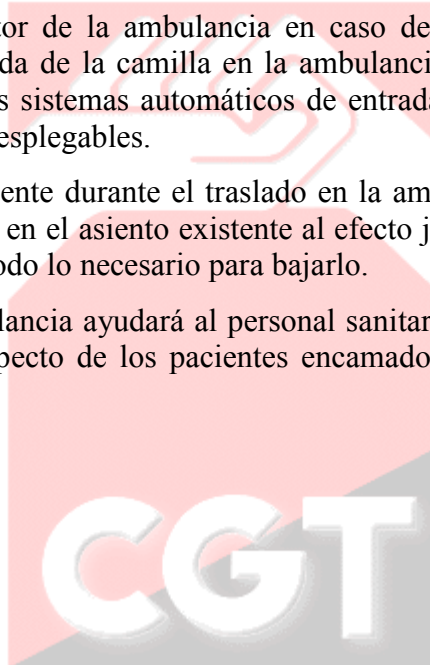 tor de la ambulancia en caso de
da de la camilla en la ambulanci
s sistemas automáticos de entrada
esplegables.
ente durante el traslado en la am
en el asiento existente al efecto j
odo lo necesario para bajarlo.
lancia ayudará al personal sanitar
pecto de los pacientes encamado
CGT